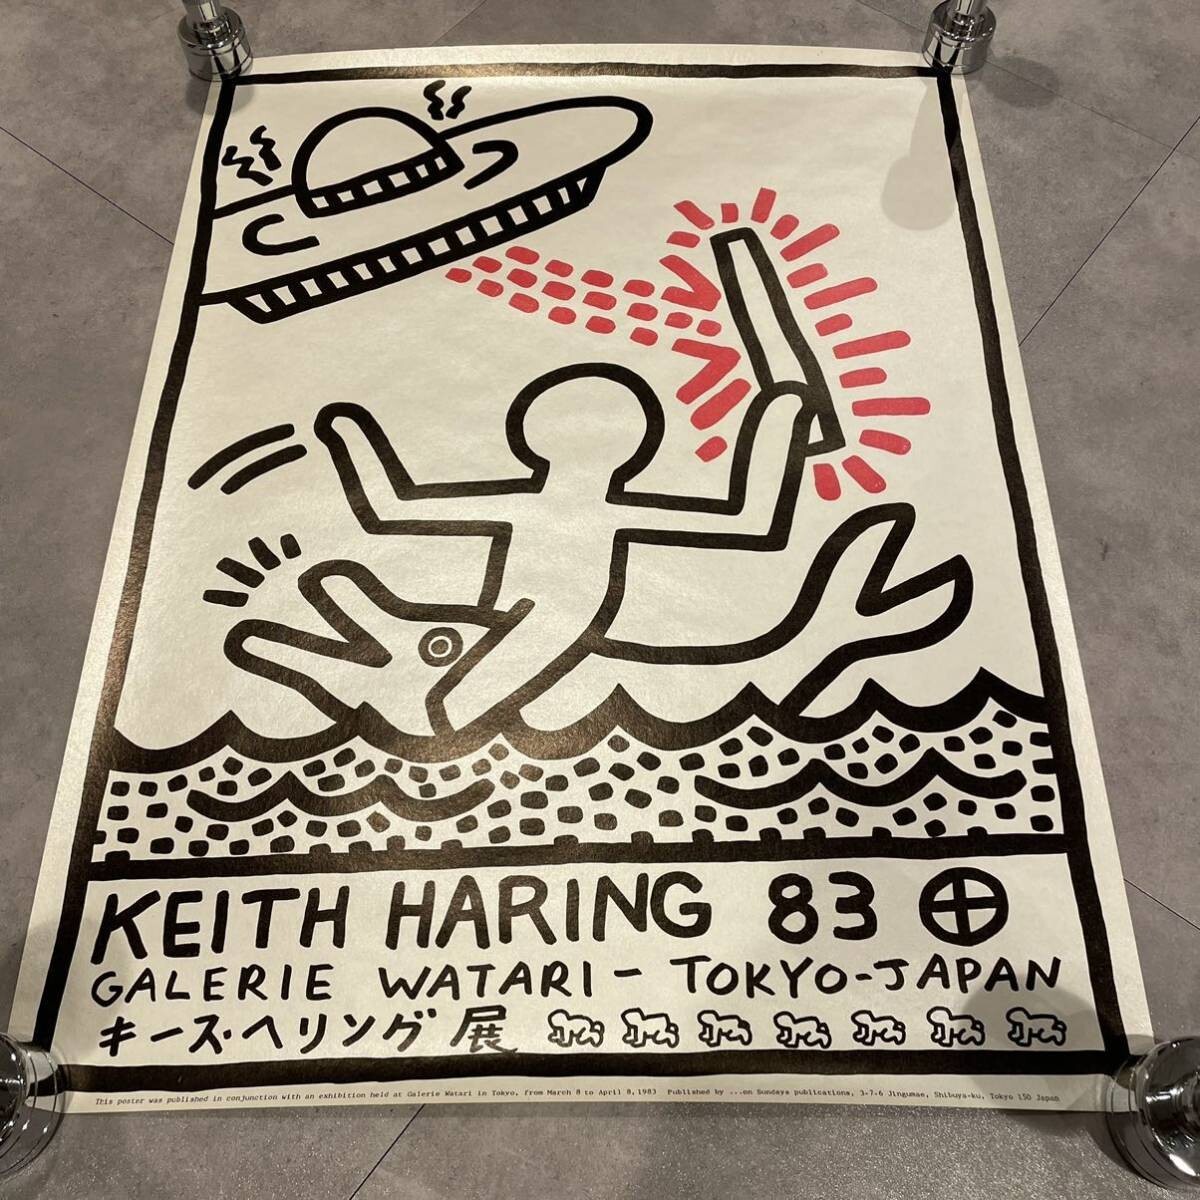 KEITH HARING 83
GALERIE WATARI - TOKYO-JAPAN
キース・ヘリング 展
This poster was published in conjunction with an exhibition held at Galerie Watari in Tokyo, from March 8 to April 8, 1983 Published by ...on Sundays publications, 3-7-6 Jingumae, Shibuya-ku, Tokyo 150 Japan